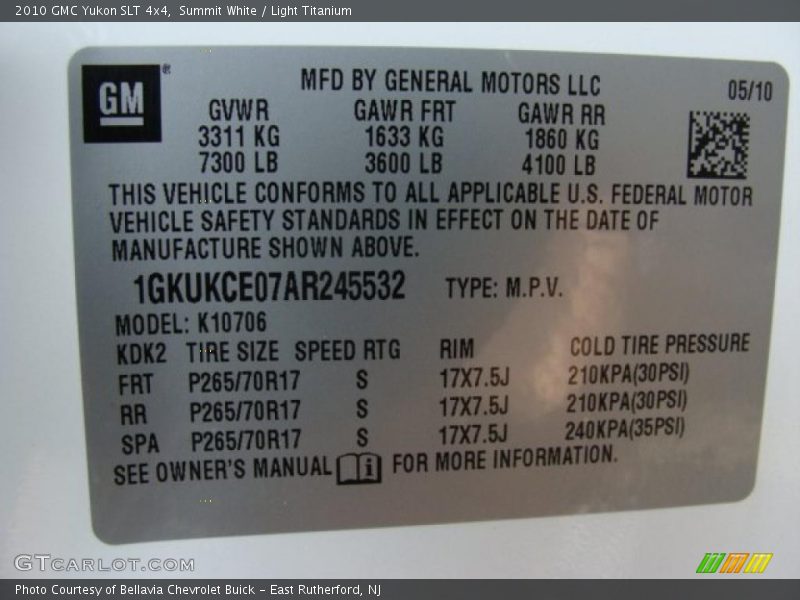 2010 GMC Yukon SLT 4x4, Summit White / Light Titanium
GM®
MFD BY GENERAL MOTORS LLC
05/10
GVWR GAWR FRT GAWR RR
3311 KG 1633 KG 1860 KG
7300 LB 3600 LB 4100 LB
THIS VEHICLE CONFORMS TO ALL APPLICABLE U.S. FEDERAL MOTOR
VEHICLE SAFETY STANDARDS IN EFFECT ON THE DATE OF
MANUFACTURE SHOWN ABOVE.
1GKUKCE07AR245532 TYPE: M.P.V.
MODEL: K10706
KDK2 TIRE SIZE SPEED RTG RIM COLD TIRE PRESSURE
FRT P265/70R17 S 17X7.5J 210KPA(30PSI)
RR P265/70R17 S 17X7.5J 210KPA(30PSI)
SPA P265/70R17 S 17X7.5J 240KPA(35PSI)
SEE OWNER'S MANUAL i FOR MORE INFORMATION.
GTCARLOT.COM
Photo Courtesy of Bellavia Chevrolet Buick - East Rutherford, NJ